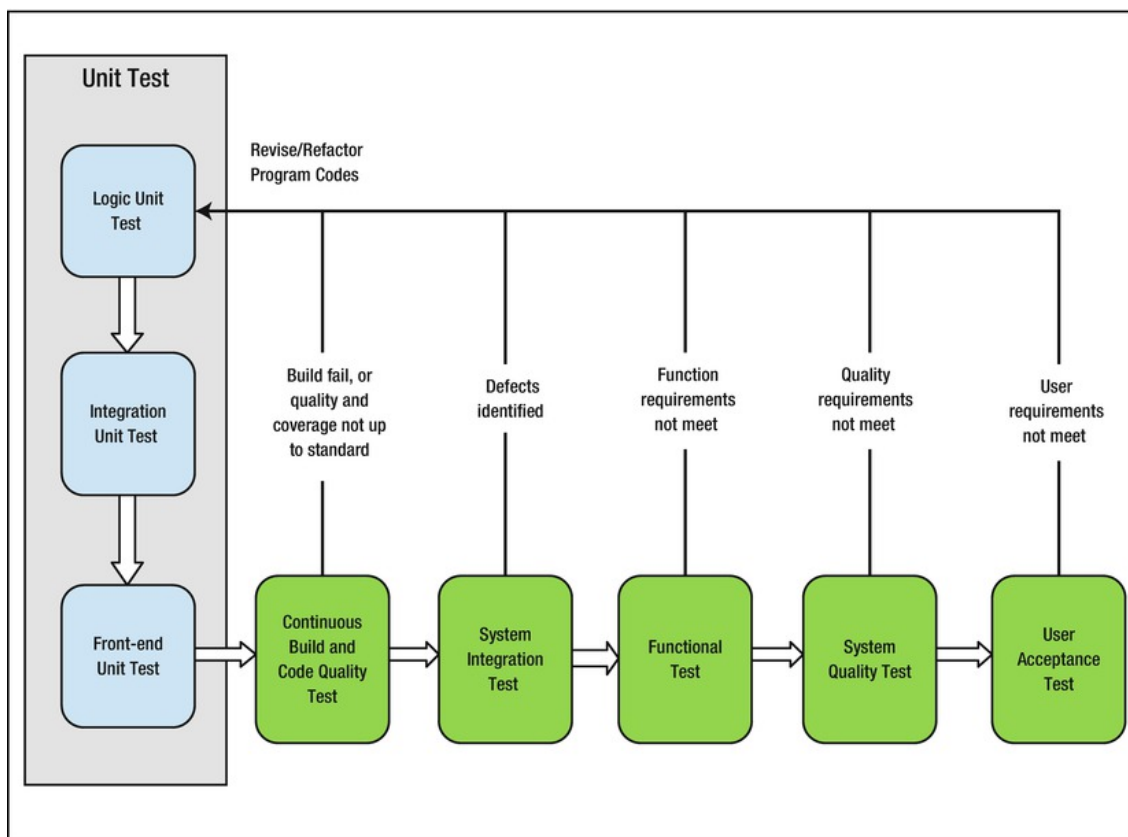 Unit Test
Logic Unit
Test
Integration
Unit Test
Front-end
Unit Test
Revise/Refactor
Program Codes
Build fail, or
quality and
coverage not up
to standard
Defects
identified
Function
requirements
not meet
Quality
requirements
not meet
User
requirements
not meet
Continuous
Build and
Code Quality
Test
System
Integration
Test
Functional
Test
System
Quality Test
User
Acceptance
Test